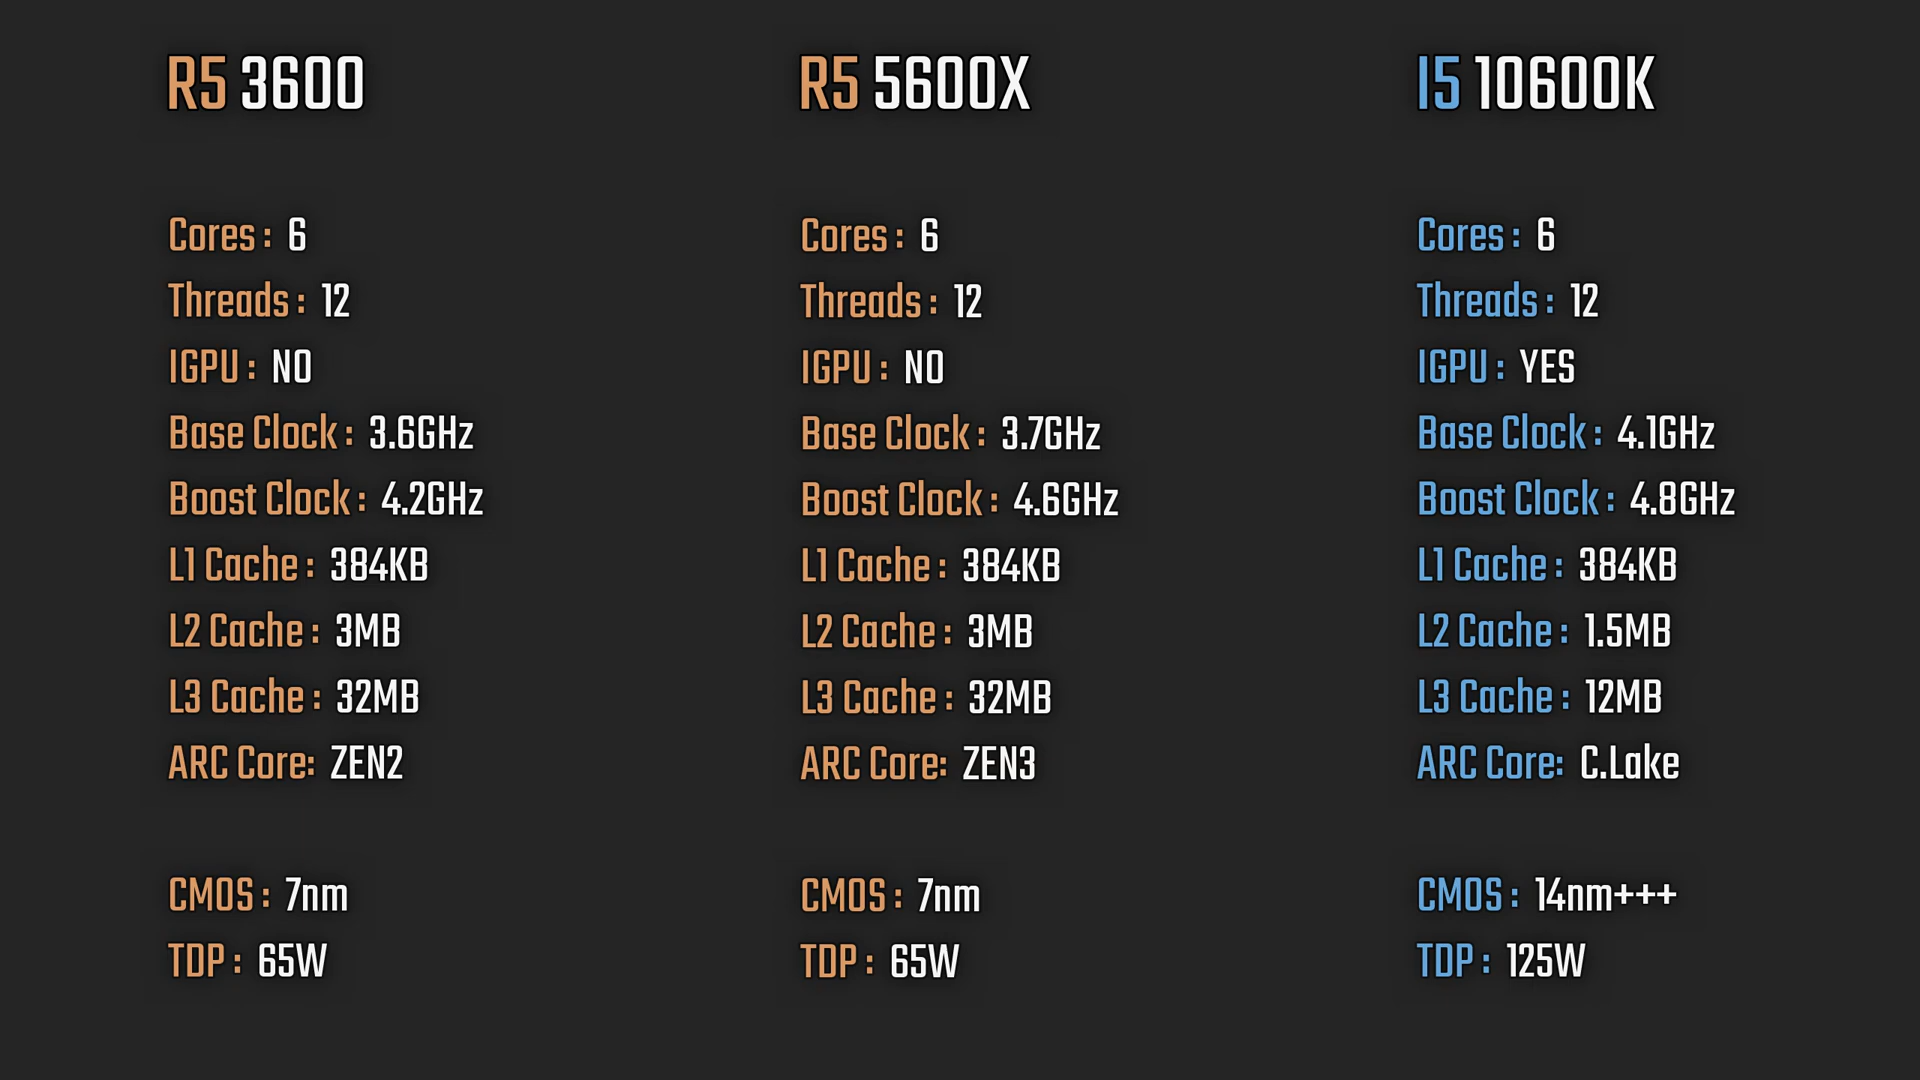 R5 3600
Cores : 6
Threads : 12
IGPU : NO
Base Clock : 3.6GHz
Boost Clock : 4.2GHz
L1 Cache : 384KB
L2 Cache : 3MB
L3 Cache : 32MB
ARC Core: ZEN2
CMOS : 7nm
TDP : 65W
R5 5600X
Cores : 6
Threads : 12
IGPU : NO
Base Clock : 3.7GHz
Boost Clock : 4.6GHz
L1 Cache : 384KB
L2 Cache : 3MB
L3 Cache : 32MB
ARC Core: ZEN3
CMOS : 7nm
TDP : 65W
I5 10600K
Cores : 6
Threads : 12
IGPU : YES
Base Clock : 4.1GHz
Boost Clock : 4.8GHz
L1 Cache : 384KB
L2 Cache : 1.5MB
L3 Cache : 12MB
ARC Core: C.Lake
CMOS : 14nm+++
TDP : 125W